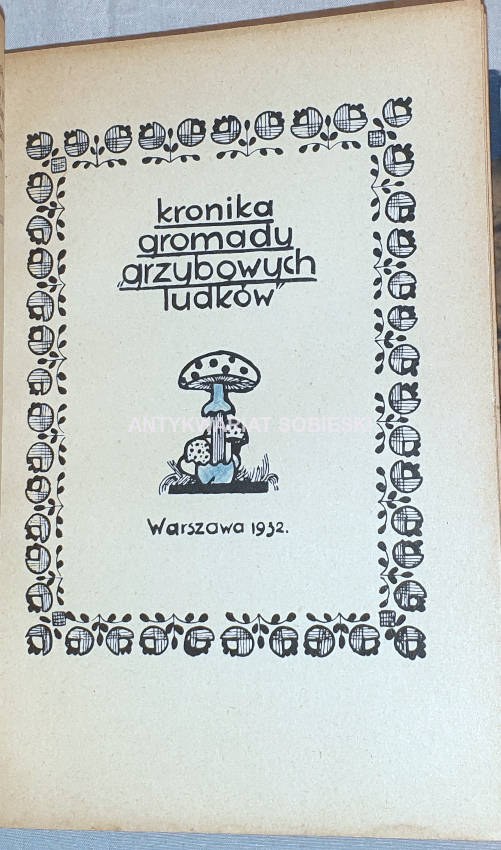 kronika
gromady
„grzybowych
ludków"
ANTYKWARIAT SOBIESKI
Warszawa 1932.